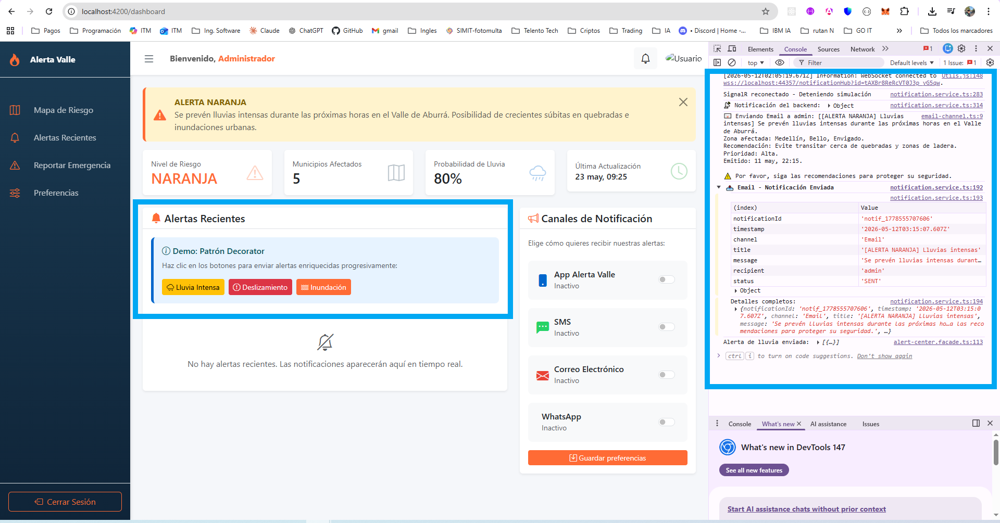 localhost:4200/dashboard
Pagos
Programación
ITM
ITM
Ing. Software
Claude
ChatGPT
GitHub
gmail
Ingles
SIMIT-fotomulta
Telento Tech
Criptos
Trading
IA
• Discord | Home -...
IBM IA
rutan N
GO IT
»
Todos los marcadores
Alerta Valle
Mapa de Riesgo
Alertas Recientes
Reportar Emergencia
Preferencias
Cerrar Sesión
Bienvenido, Administrador
Usuario
ALERTA NARANJA
Se prevén lluvias intensas durante las próximas horas en el Valle de Aburrá. Posibilidad de crecientes súbitas en quebradas e
inundaciones urbanas.
Nivel de Riesgo
NARANJA
Municipios Afectados
5
Probabilidad de Lluvia
80%
Última Actualización
23 may, 09:25
Alertas Recientes
Demo: Patrón Decorator
Haz clic en los botones para enviar alertas enriquecidas progresivamente:
Lluvia Intensa
Deslizamiento
Inundación
No hay alertas recientes. Las notificaciones aparecerán aquí en tiempo real.
Canales de Notificación
Elige cómo quieres recibir nuestras alertas:
App Alerta Valle
Inactivo
SMS
Inactivo
Correo Electrónico
Inactivo
WhatsApp
Inactivo
Guardar preferencias
Elements
Console
Sources
Network
1
top
Filter
Default levels
1 Issue: 1
[2026-05-12T02:05:19.671Z] Information: WebSocket connected to Utils.js:148
wss://localhost:44357/notificationHub?id=tAXBr8ReRcVT0J3p_yG5qw.
SignalR reconectado - Deteniendo simulación notification.service.ts:283
Notificación del backend: Object notification.service.ts:314
Enviando Email a admin: [[ALERTA NARANJA] Lluvias email-channel.ts:9
intensas] Se prevén lluvias intensas durante las próximas horas en el Valle
de Aburrá.
Zona afectada: Medellín, Bello, Envigado.
Recomendación: Evite transitar cerca de quebradas y zonas de ladera.
Prioridad: Alta.
Emitido: 11 may, 22:15.
Por favor, siga las recomendaciones para proteger su seguridad.
Email - Notificación Enviada notification.service.ts:192
notification.service.ts:193
(index) Value
notificationId 'notif_1778555707606'
timestamp '2026-05-12T03:15:07.607Z'
channel 'Email'
title '[ALERTA NARANJA] Lluvias intensas'
message 'Se prevén lluvias intensas durant…
recipient 'admin'
status 'SENT'
Object
Detalles completos: notification.service.ts:194
{notificationId: 'notif_1778555707606', timestamp: '2026-05-12T03:15:0
7.607Z', channel: 'Email', title: '[ALERTA NARANJA] Lluvias intensas',
message: 'Se prevén lluvias intensas durante las próximas ho…a las reco
mendaciones para proteger su seguridad.', …}
Alerta de lluvia enviada: [{…}] alert-center.facade.ts:113
ctrl i to turn on code suggestions. Don't show again
Console
What's new
AI assistance
Issues
What's new in DevTools 147
See all new features
Start AI assistance chats without prior context